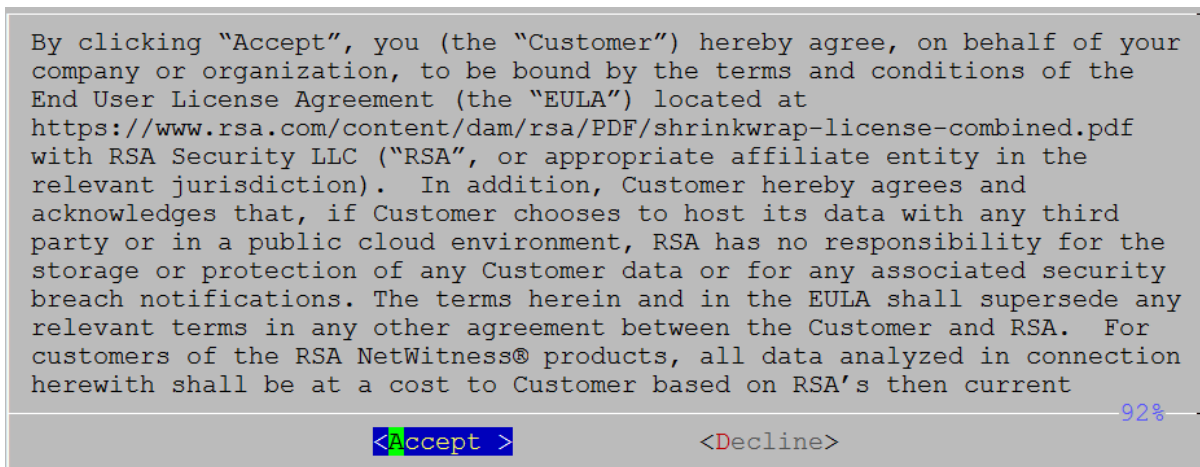 By clicking “Accept”, you (the “Customer”) hereby agree, on behalf of your
company or organization, to be bound by the terms and conditions of the
End User License Agreement (the “EULA”) located at
https://www.rsa.com/content/dam/rsa/PDF/shrinkwrap-license-combined.pdf
with RSA Security LLC (“RSA”, or appropriate affiliate entity in the
relevant jurisdiction).  In addition, Customer hereby agrees and
acknowledges that, if Customer chooses to host its data with any third
party or in a public cloud environment, RSA has no responsibility for the
storage or protection of any Customer data or for any associated security
breach notifications. The terms herein and in the EULA shall supersede any
relevant terms in any other agreement between the Customer and RSA.  For
customers of the RSA NetWitness® products, all data analyzed in connection
herewith shall be at a cost to Customer based on RSA’s then current
92%
<Accept > <Decline>